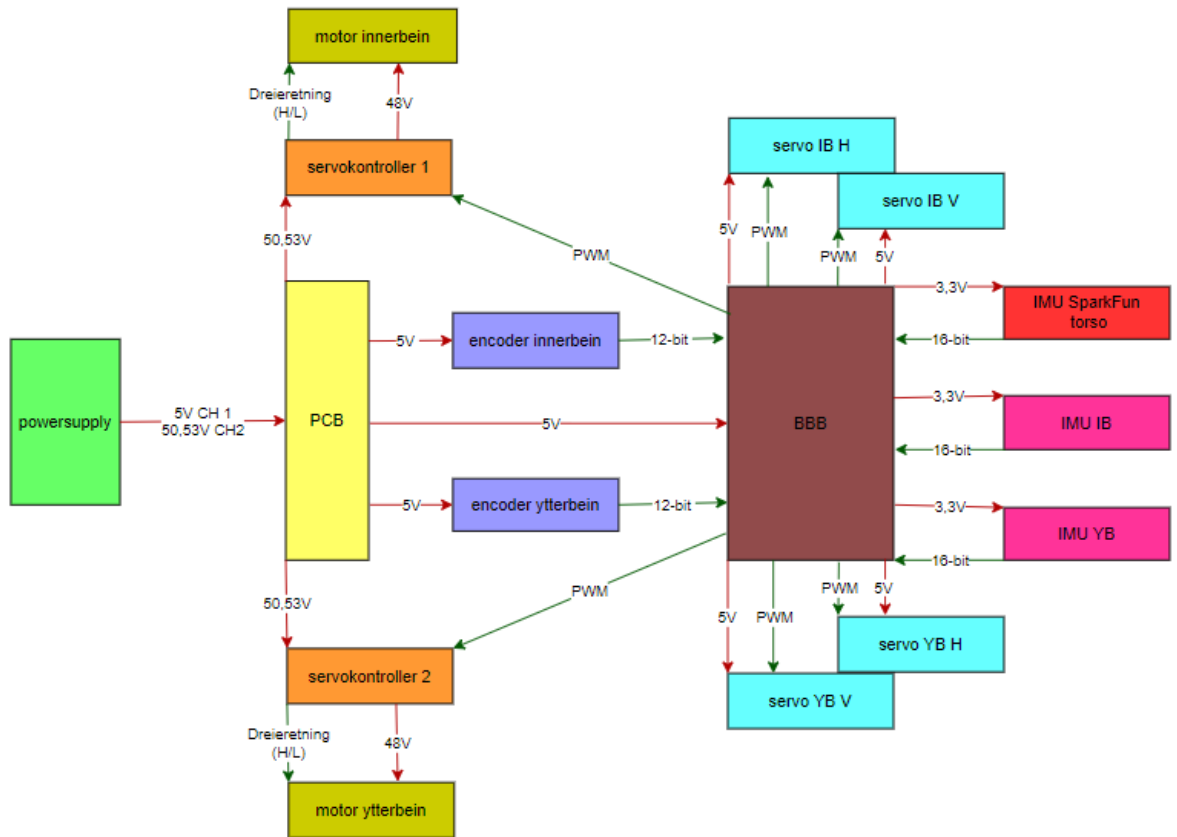 motor innerbein
Dreieretning
(H/L)
48V
servokontroller 1
servo IB H
servo IB V
50,53V
PWM
5V
PWM
PWM
5V
3,3V
IMU SparkFun
torso
16-bit
5V
encoder innerbein
12-bit
powersupply
5V CH 1
50,53V CH2
PCB
5V
BBB
3,3V
IMU IB
16-bit
5V
encoder ytterbein
12-bit
3,3V
IMU YB
16-bit
50,53V
PWM
5V
PWM
PWM
5V
servo YB H
servo YB V
servokontroller 2
Dreieretning
(H/L)
48V
motor ytterbein